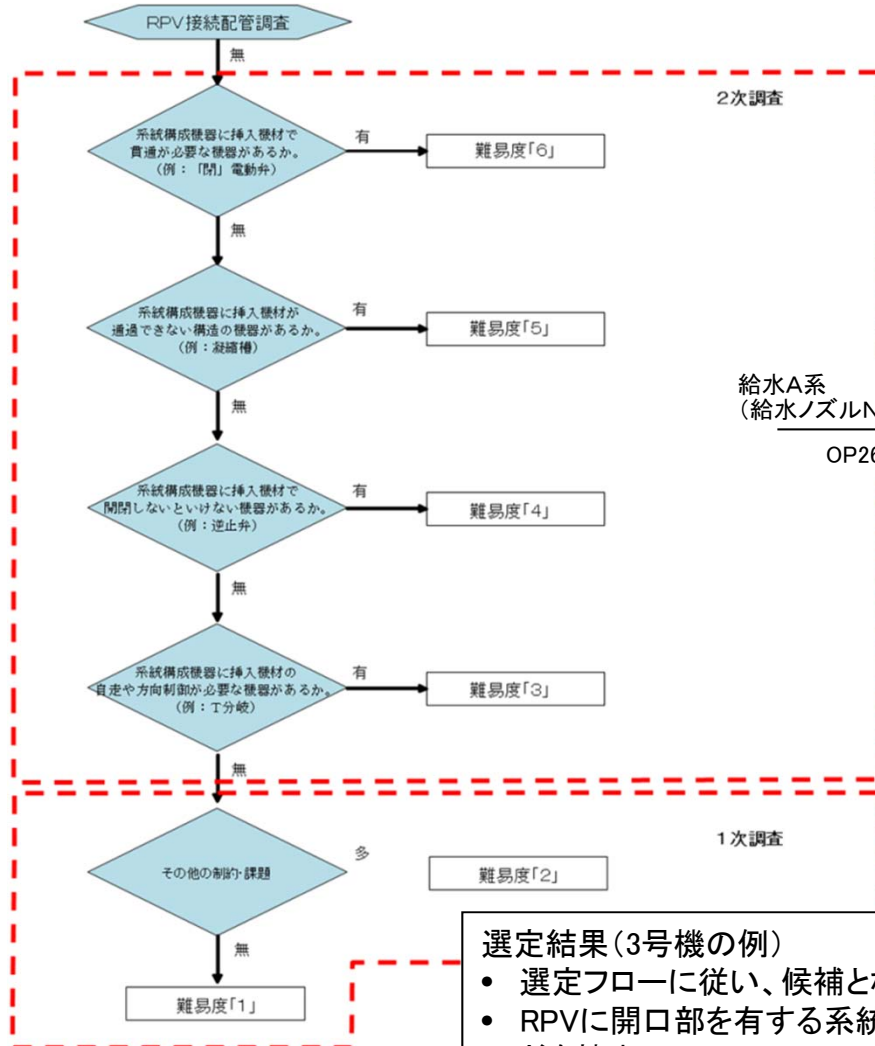 RPV接続配管調査
無
2次調査
系統構成機器に挿入機材で
貫通が必要な機器があるか。
(例:「閉」電動弁)
有
難易度「6」
無
系統構成機器に挿入機材が
通過できない構造の機器があるか。
(例:凝縮槽)
有
難易度「5」
無
給水A系
(給水ノズルN
OP26
系統構成機器に挿入機材で
開閉しないといけない機器があるか。
(例:逆止弁)
有
難易度「4」
無
系統構成機器に挿入機材の
自走や方向制御が必要な機器があるか。
(例:T分岐)
有
難易度「3」
無
1次調査
その他の制約・課題
多
難易度「2」
無
難易度「1」
選定結果(3号機の例)
• 選定フローに従い、候補と
• RPVに開口部を有する系統